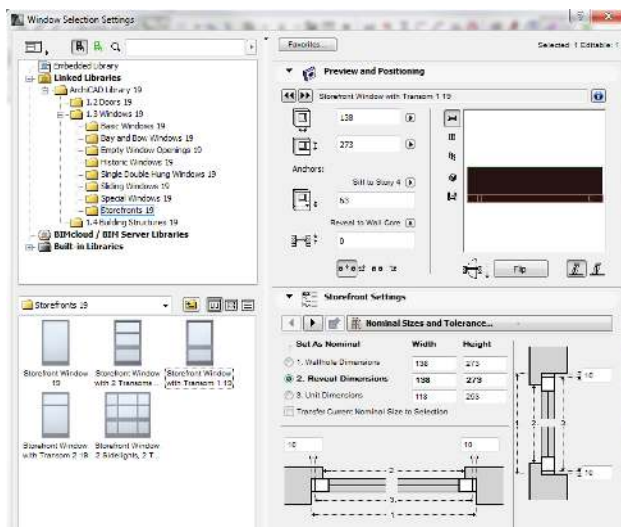 Window Selection Settings
Embedded Library
Linked Libraries
ArchiCAD Library 19
1.2 Doors 19
1.3 Windows 19
Basic Windows 19
Bay and Bow Windows 19
Empty Window Openings 19
Historic Windows 19
Single Double Hung Windows 19
Sliding Windows 19
Special Windows 19
Storefronts 19
1.4 Building Structures 19
BIMcloud / BIM Server Libraries
Built-in Libraries
Storefronts 19
Storefront Window 19
Storefront Window with 2 Transoms ...
Storefront Window with Transom 1 19
Storefront Window with Transom 2 19
Storefront Window 2 Sidelights, 2 T...
Favorites...
Selected: 1 Editable: 1
Preview and Positioning
Storefront Window with Transom 1 19
138
273
Anchors:
Sill to Story 4
Reveal to Wall Core
0
Flip
Storefront Settings
Nominal Sizes and Tolerance...
Set As Nominal Width Height
1. Wallhole Dimensions 138 273
2. Reveal Dimensions 138 273
3. Unit Dimensions 118
Transfer Current Nominal Size to Selection
10 10
2
3
1
10
1 2 3
10